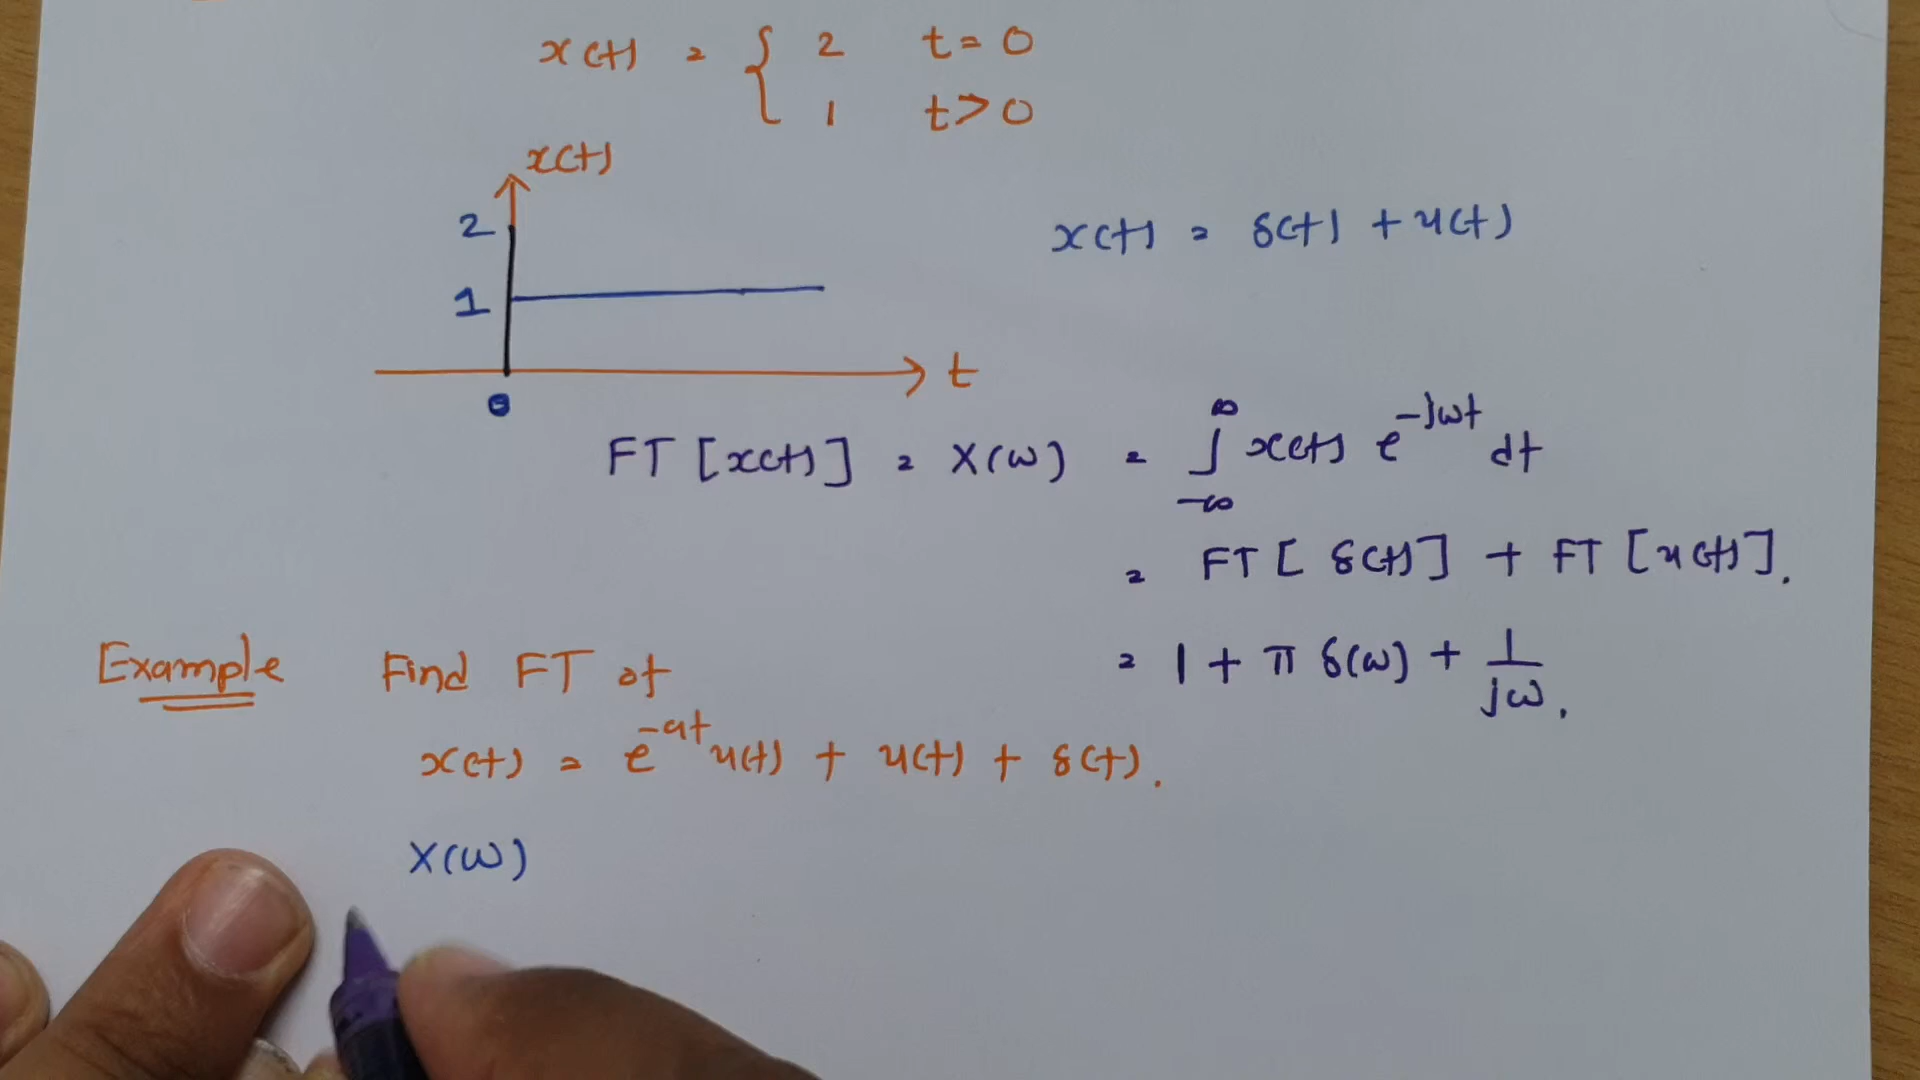 x(t) = { 2 t = 0
1 t > 0
x(t)
2
1
0
t
x(t) = δ(t) + u(t)
FT [x(t)] = X(ω) = ∫_{-∞}^{∞} x(t) e^{-jωt} dt
= FT [ δ(t) ] + FT [ u(t) ].
= 1 + π δ(ω) + 1/jω.
Example Find FT of
x(t) = e^{-at} u(t) + u(t) + δ(t).
X(ω)